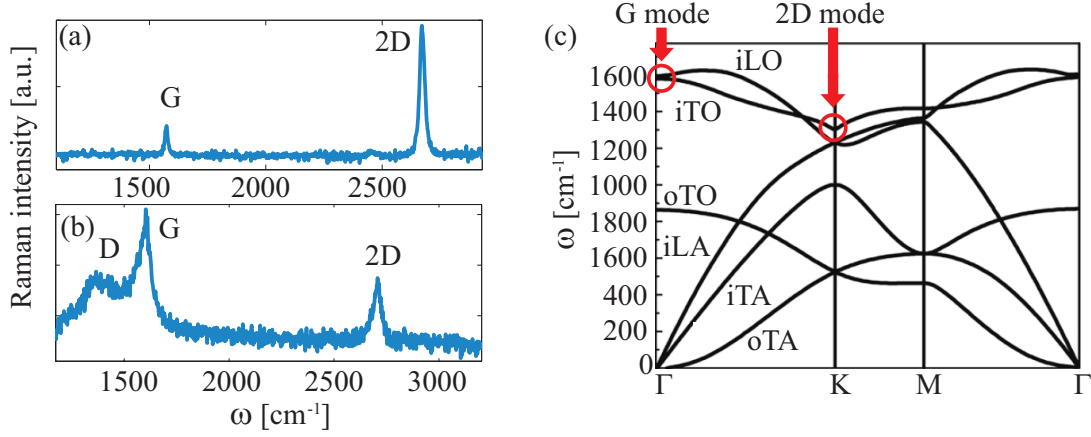 (a)
2D
G
1500
2000
2500
(b)
D
G
2D
1500
2000
2500
3000
ω [cm⁻¹]
Raman intensity [a.u.]
G mode
2D mode
(c)
iLO
iTO
oTO
iLA
iTA
oTA
1600
1400
1200
1000
1800
1600
400
200
0
ω [cm⁻¹]
Γ
K
M
Γ